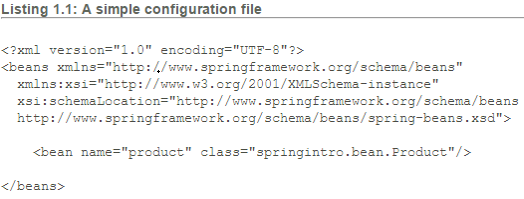 Listing 1.1: A simple configuration file
<?xml version="1.0" encoding="UTF-8"?>
<beans xmlns="http://www.springframework.org/schema/beans"
xmlns:xsi="http://www.w3.org/2001/XMLSchema-instance"
xsi:schemaLocation="http://www.springframework.org/schema/beans
http://www.springframework.org/schema/beans/spring-beans.xsd">
<bean name="product" class="springintro.bean.Product"/>
</beans>